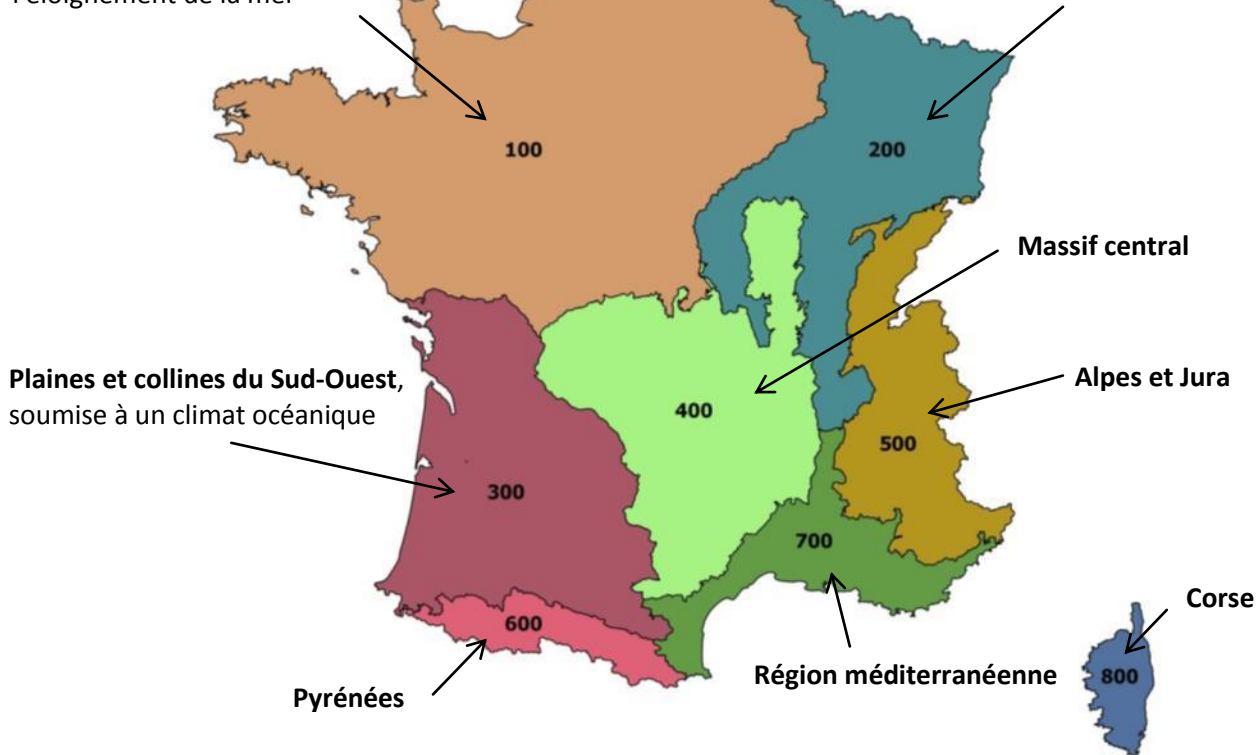 l'éloignement de la mer
100
200
Massif central
Plaines et collines du Sud-Ouest,
soumise à un climat océanique
400
Alpes et Jura
500
300
700
Corse
600
Région méditerranéenne
800
Pyrénées